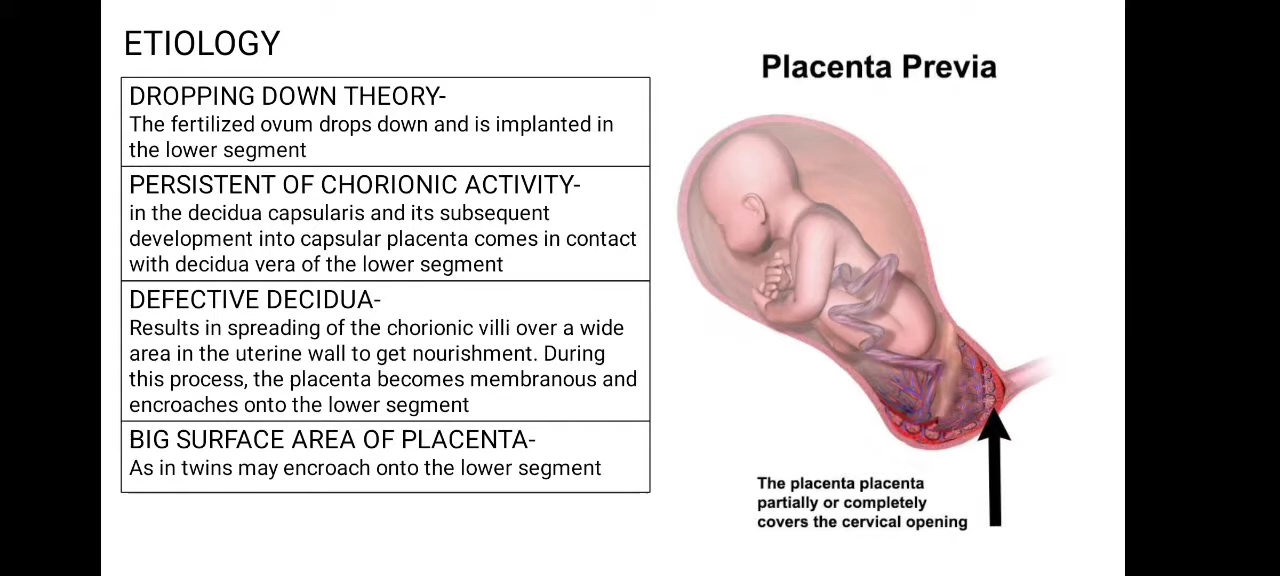 ETIOLOGY
DROPPING DOWN THEORY-
The fertilized ovum drops down and is implanted in
the lower segment
PERSISTENT OF CHORIONIC ACTIVITY-
in the decidua capsularis and its subsequent
development into capsular placenta comes in contact
with decidua vera of the lower segment
DEFECTIVE DECIDUA-
Results in spreading of the chorionic villi over a wide
area in the uterine wall to get nourishment. During
this process, the placenta becomes membranous and
encroaches onto the lower segment
BIG SURFACE AREA OF PLACENTA-
As in twins may encroach onto the lower segment
Placenta Previa
The placenta placenta
partially or completely
covers the cervical opening